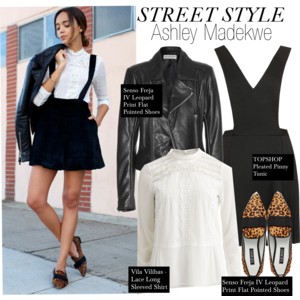 STREET STYLE
Ashley Madekwe
Senso Freja
IV Leopard
Print Flat
Pointed Shoes
TOPSHOP
Pleated Pinny
Tunic
Vila Vilibas -
Lace Long
Sleeved Shirt
Senso Freja IV Leopard
Print Flat Pointed Shoes